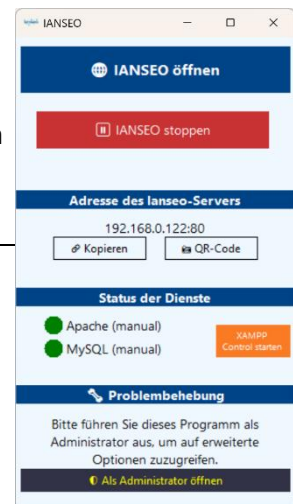 IANSEO
IANSEO öffnen
IANSEO stoppen
Adresse des Ianseo-Servers
192.168.0.122:80
Kopieren
QR-Code
Status der Dienste
Apache (manual)
MySQL (manual)
XAMPP
Control starten
Problembehebung
Bitte führen Sie dieses Programm als
Administrator aus, um auf erweiterte
Optionen zuzugreifen.
Als Administrator öffnen